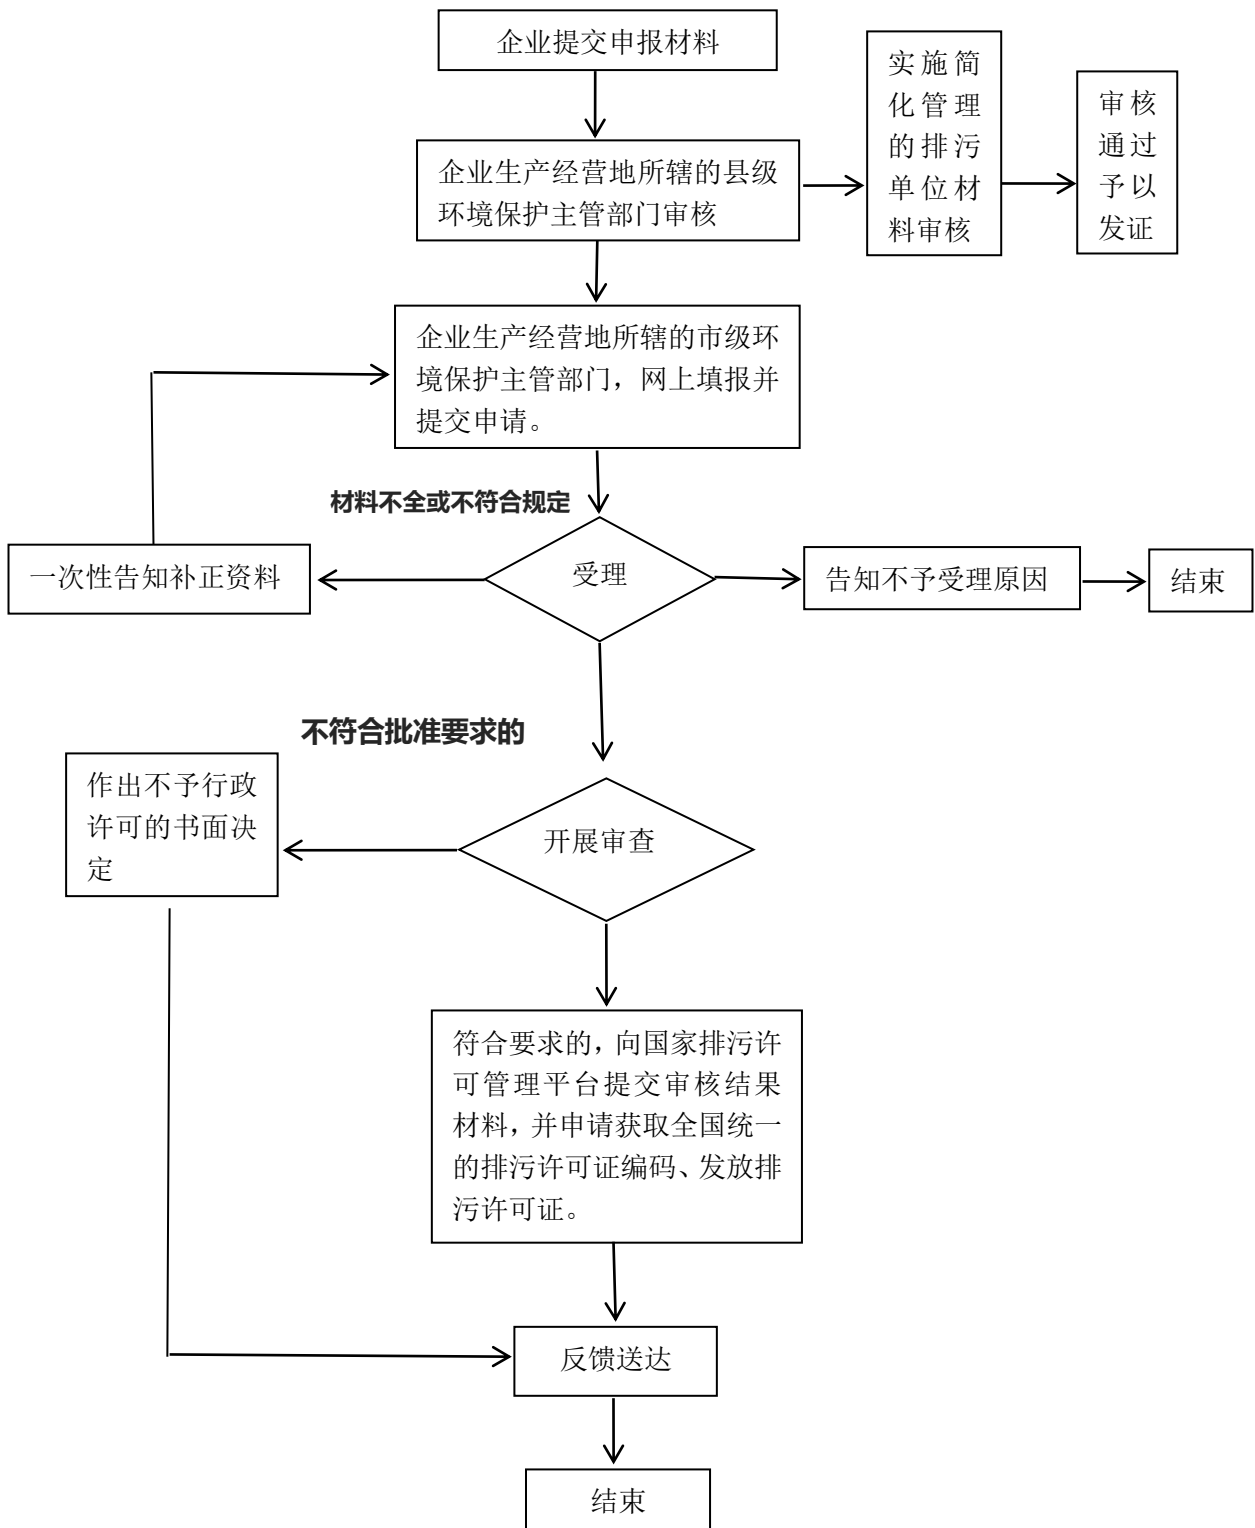 企业提交申报材料
企业生产经营地所辖的县级
环境保护主管部门审核
实施简
化管理
的排污
单位材
料审核
审核
通过
予以
发证
企业生产经营地所辖的市级环
境保护主管部门，网上填报并
提交申请。
材料不全或不符合规定
一次性告知补正资料
受理
告知不予受理原因
结束
不符合批准要求的
作出不予行政
许可的书面决
定
开展审查
符合要求的，向国家排污许
可管理平台提交审核结果
材料，并申请获取全国统一
的排污许可证编码、发放排
污许可证。
反馈送达
结束